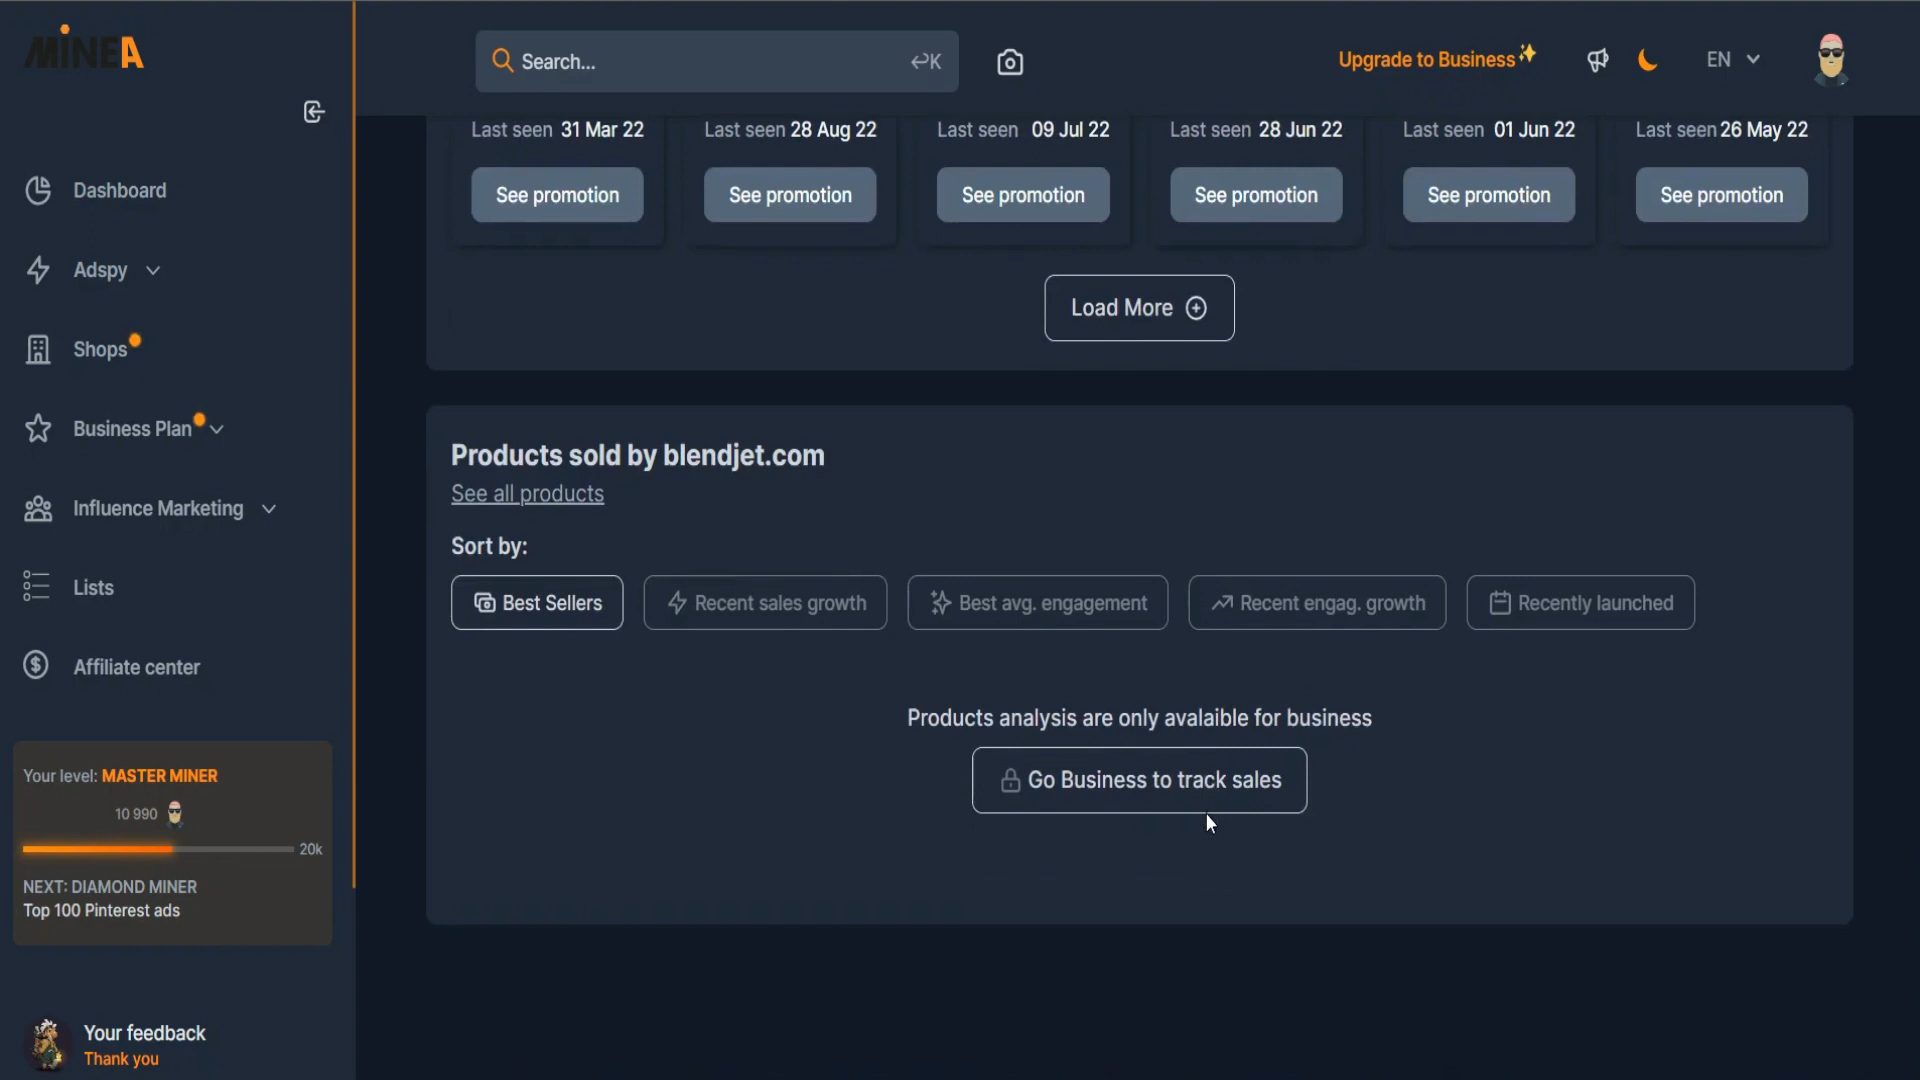 MINEA
Search...
K
Upgrade to Business
EN
Last seen 31 Mar 22
Last seen 28 Aug 22
Last seen 09 Jul 22
Last seen 28 Jun 22
Last seen 01 Jun 22
Last seen 26 May 22
See promotion
See promotion
See promotion
See promotion
See promotion
See promotion
Load More
Dashboard
Adspy
Shops
Business Plan
Influence Marketing
Lists
Affiliate center
Products sold by blendjet.com
See all products
Sort by:
Best Sellers
Recent sales growth
Best avg. engagement
Recent engag. growth
Recently launched
Products analysis are only avalaible for business
Go Business to track sales
Your level: MASTER MINER
10 990
20k
NEXT: DIAMOND MINER
Top 100 Pinterest ads
Your feedback
Thank you